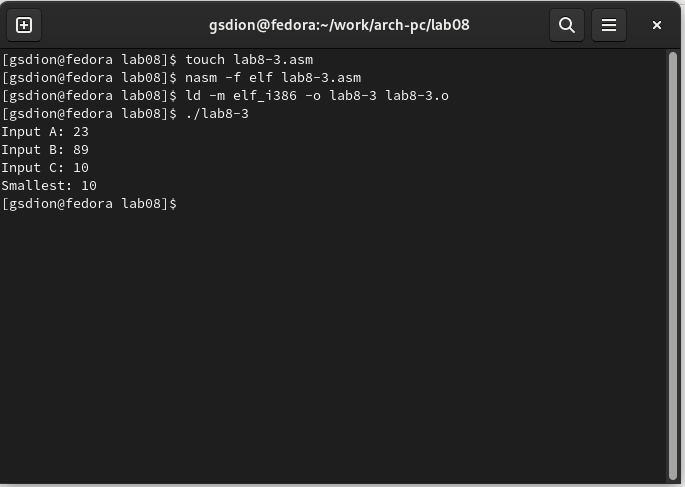 gsdion@fedora:~/work/arch-pc/lab08
[gsdion@fedora lab08]$ touch lab8-3.asm
[gsdion@fedora lab08]$ nasm -f elf lab8-3.asm
[gsdion@fedora lab08]$ ld -m elf_i386 -o lab8-3 lab8-3.o
[gsdion@fedora lab08]$ ./lab8-3
Input A: 23
Input B: 89
Input C: 10
Smallest: 10
[gsdion@fedora lab08]$